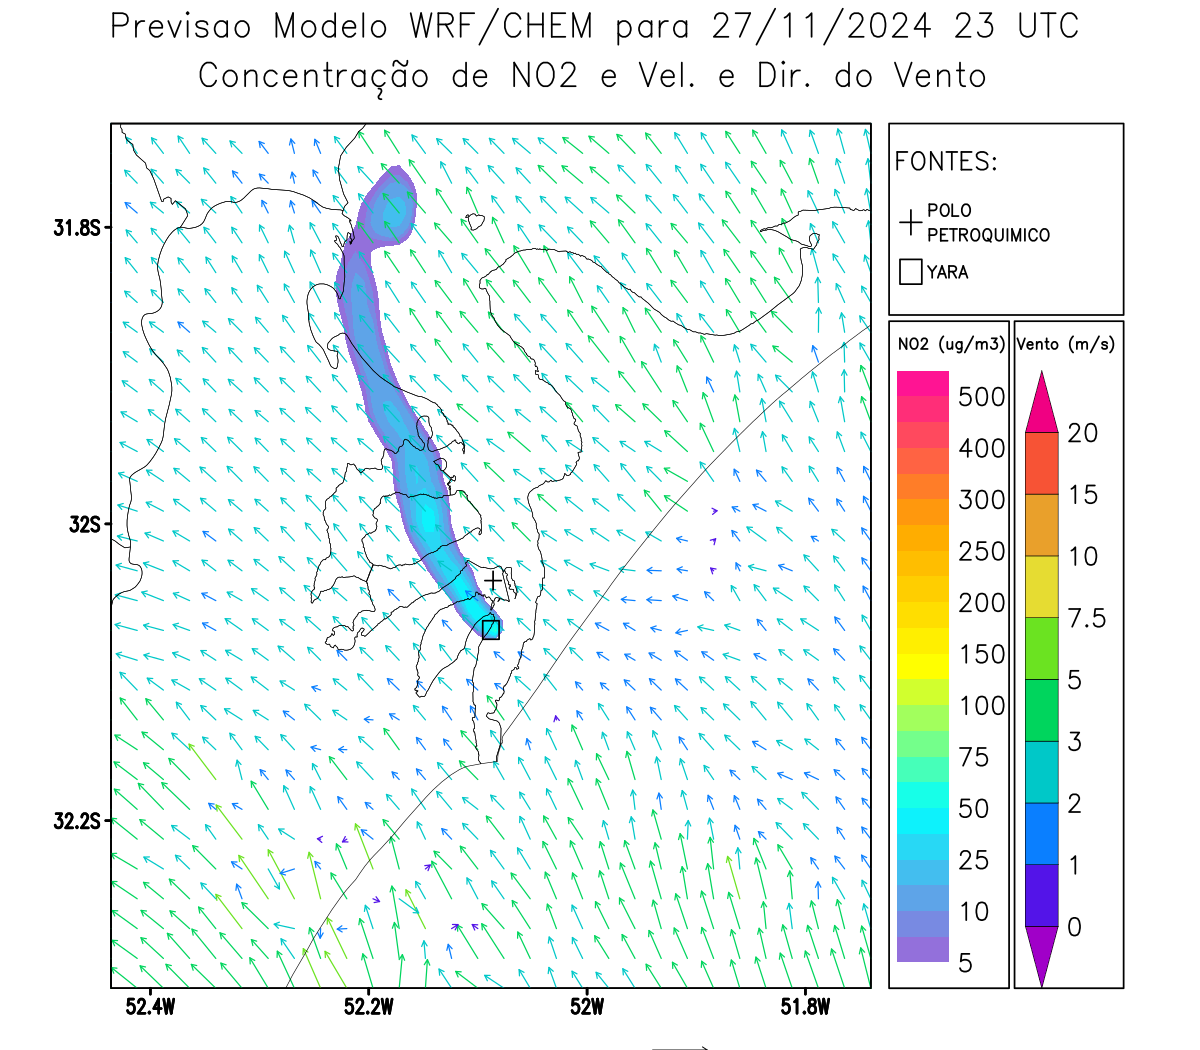 Previsao Modelo WRF/CHEM para 27/11/2024 23 UTC
Concentração de NO2 e Vel. e Dir. do Vento
FONTES:
POLO
PETROQUIMICO
YARA
NO2 (ug/m3)
500
400
300
250
200
150
100
75
50
25
10
5
Vento (m/s)
20
15
10
7.5
5
3
2
1
0
31.8S
32S
32.2S
52.4W
52.2W
52W
51.8W